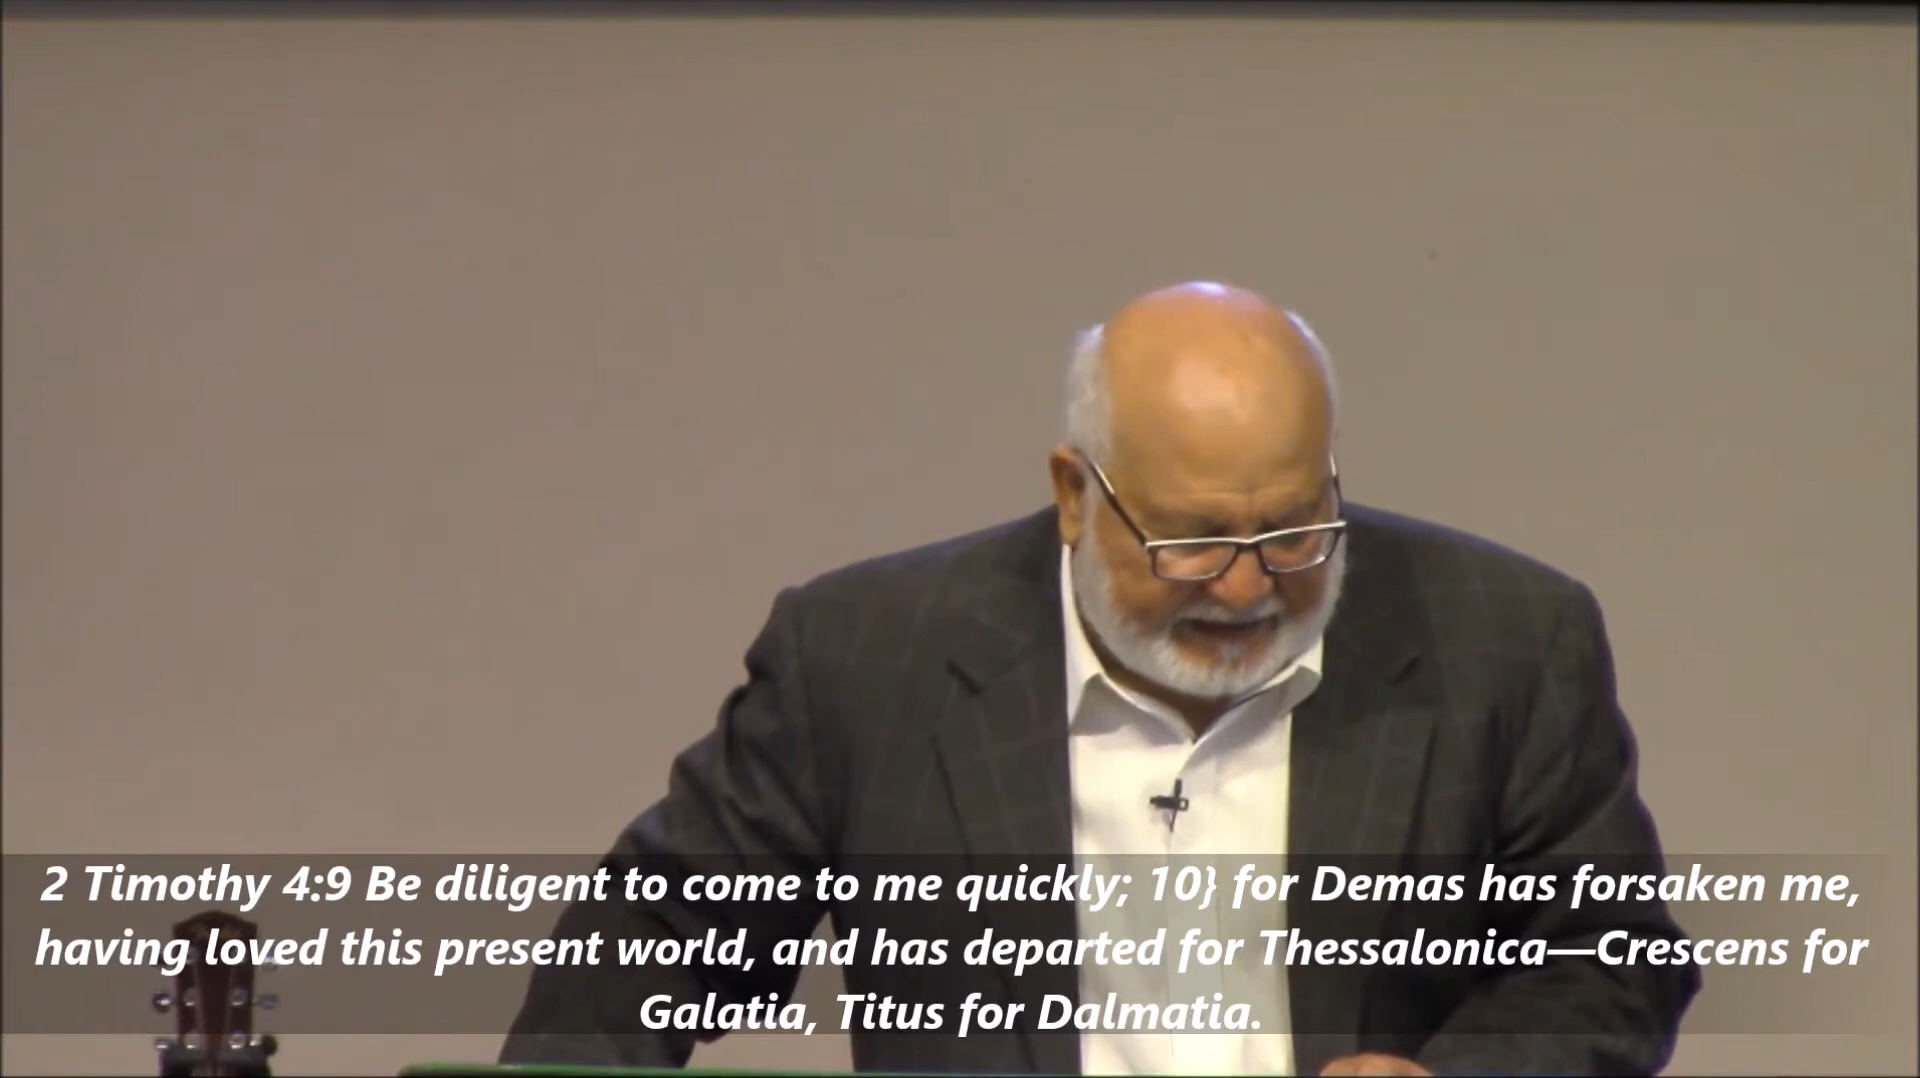 2 Timothy 4:9 Be diligent to come to me quickly; 10} for Demas has forsaken me,
having loved this present world, and has departed for Thessalonica—Crescens for
Galatia, Titus for Dalmatia.